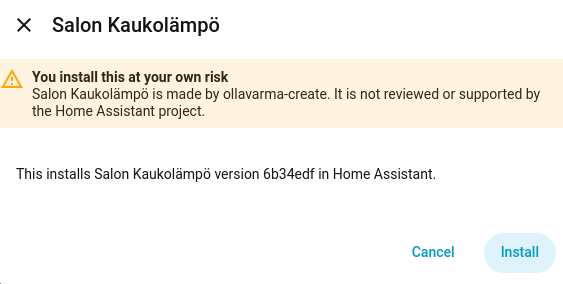 Salon Kaukolämpö
You install this at your own risk
Salon Kaukolämpö is made by ollavarma-create. It is not reviewed or supported by
the Home Assistant project.
This installs Salon Kaukolämpö version 6b34edf in Home Assistant.
Cancel
Install